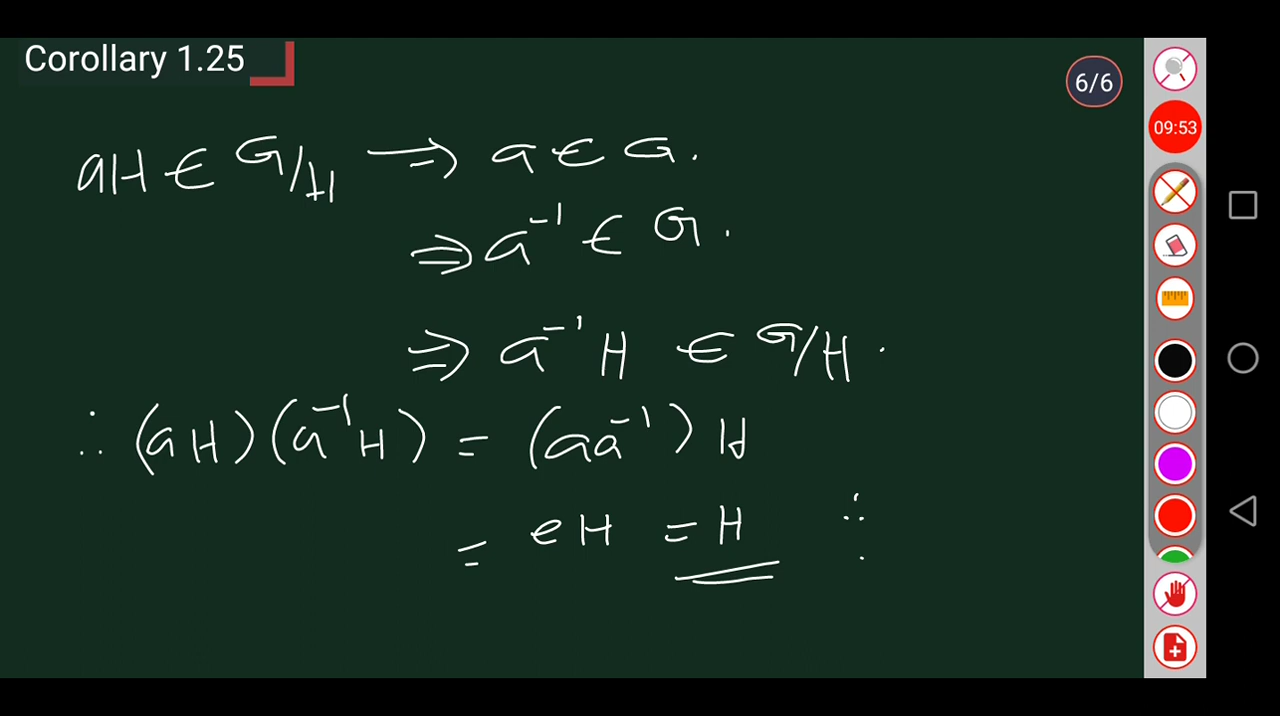 Corollary 1.25
6/6
09:53
aH ∈ G/H ⇒ a ∈ G.
⇒ a⁻¹ ∈ G.
⇒ a⁻¹H ∈ G/H.
∴ (aH)(a⁻¹H) = (aa⁻¹)H
= eH = H ∴